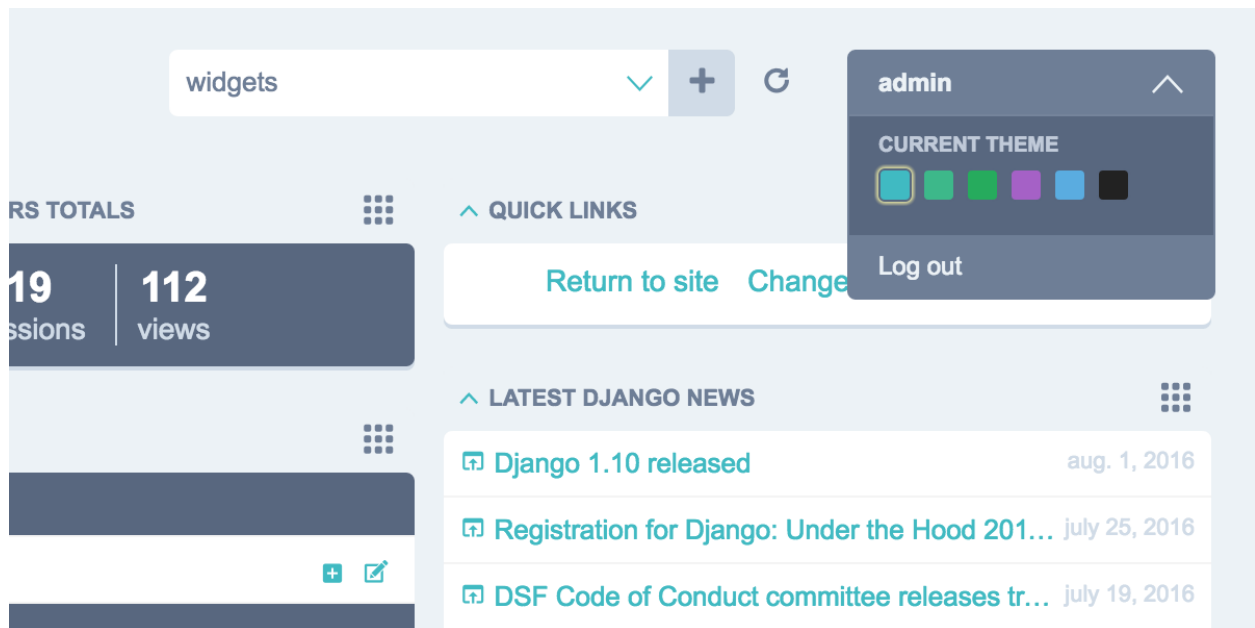 widgets
admin
CURRENT THEME
Log out
RS TOTALS
19
ssions
112
views
QUICK LINKS
Return to site Change
LATEST DJANGO NEWS
Django 1.10 released aug. 1, 2016
Registration for Django: Under the Hood 201... july 25, 2016
DSF Code of Conduct committee releases tr... july 19, 2016